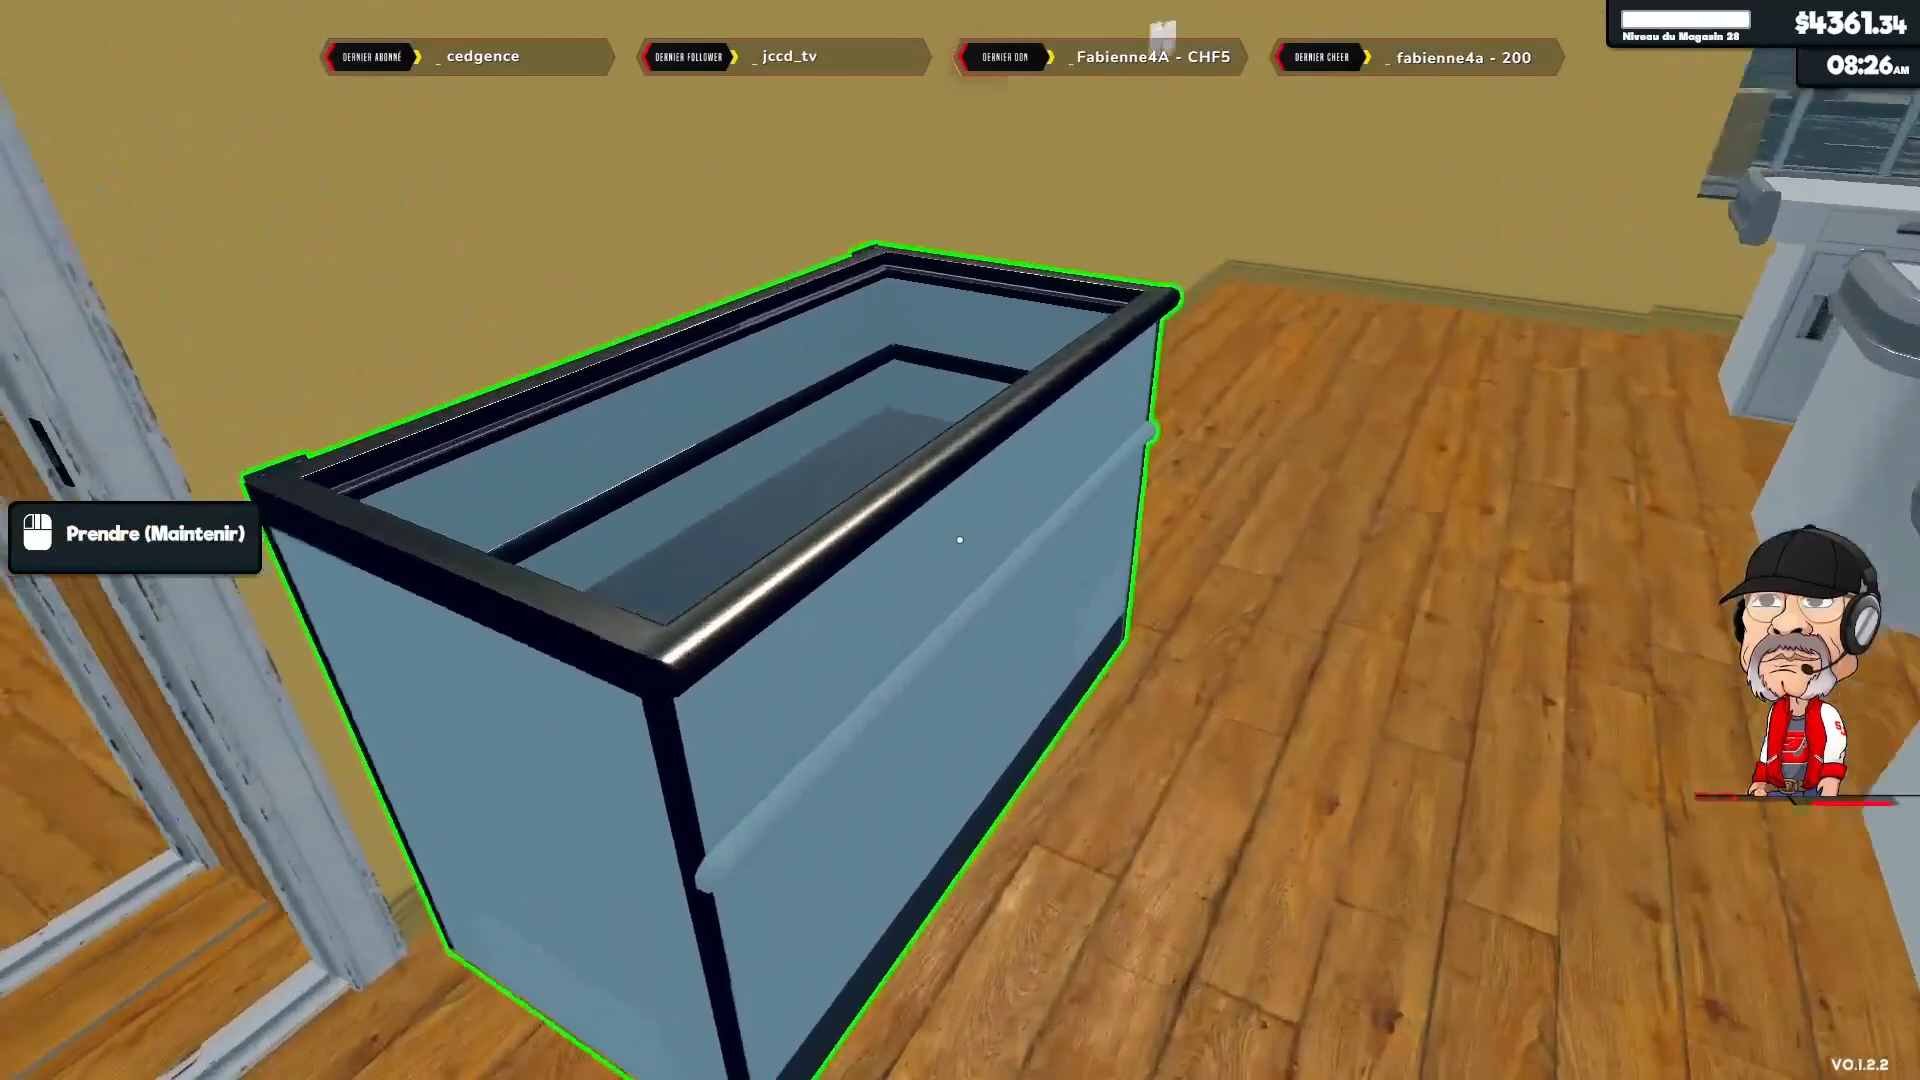 DERNIER ABONNÉ _ cedgence
DERNIER FOLLOWER _ jccd_tv
DERNIER DON _ Fabienne4A - CHF5
DERNIER CHEER _ fabienne4a - 200
$4361.34
Niveau du Magasin 28
08:26AM
Prendre (Maintenir)
V0.1.2.2